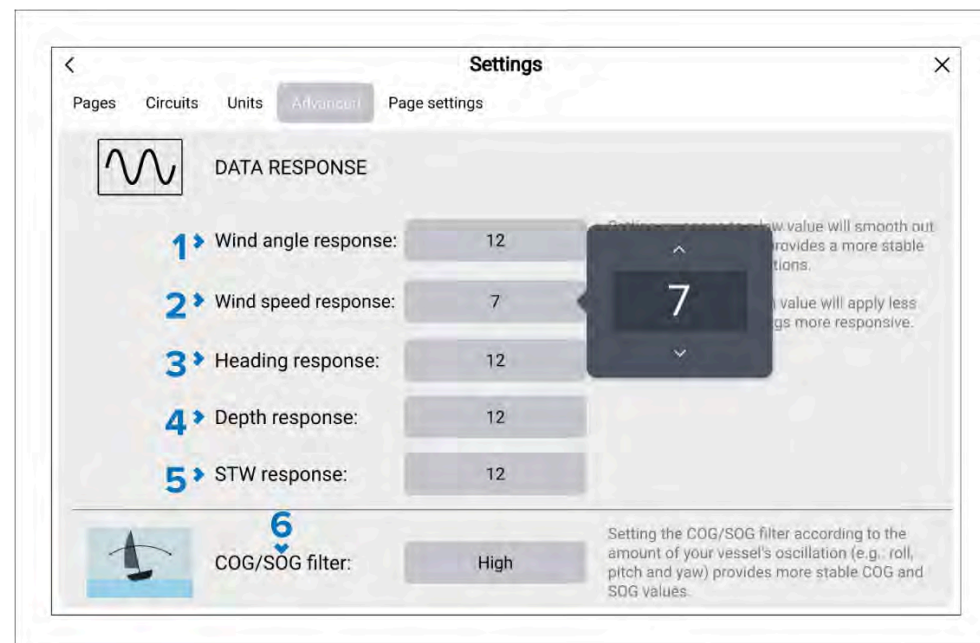 Settings
Pages Circuits Units Advanced Page settings
DATA RESPONSE
1 Wind angle response: 12
2 Wind speed response: 7
7
3 Heading response: 12
4 Depth response: 12
5 STW response: 12
value will smooth out
rovides a more stable
tions.
value will apply less
gs more responsive.
6
COG/SOG filter: High
Setting the COG/SOG filter according to the
amount of your vessel's oscillation (e.g.: roll,
pitch and yaw) provides more stable COG and
SOG values.